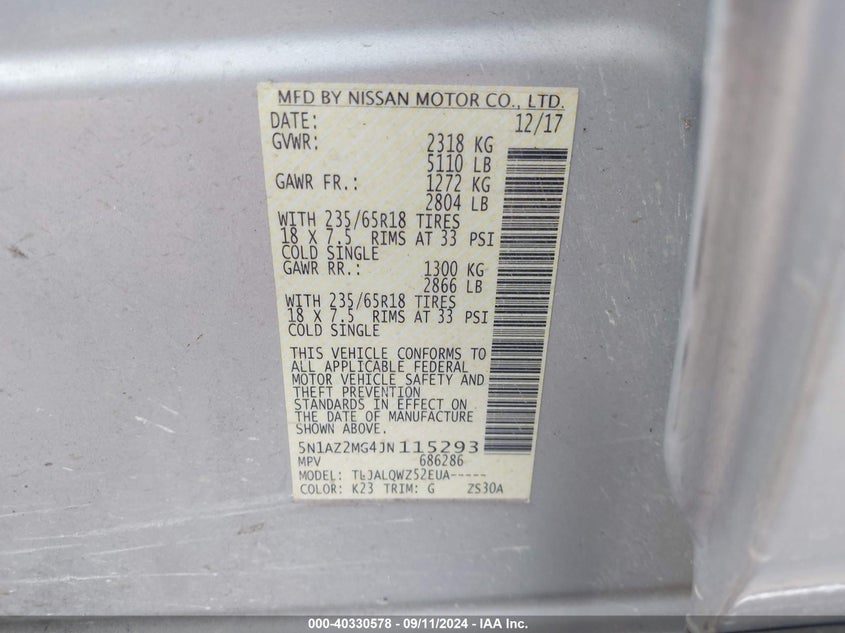 MFD BY NISSAN MOTOR CO., LTD.
DATE: 12/17
GVWR: 2318 KG
5110 LB
GAWR FR.: 1272 KG
2804 LB
WITH 235/65R18 TIRES
18 X 7.5 RIMS AT 33 PSI
COLD SINGLE
GAWR RR.: 1300 KG
2866 LB
WITH 235/65R18 TIRES
18 X 7.5 RIMS AT 33 PSI
COLD SINGLE
THIS VEHICLE CONFORMS TO
ALL APPLICABLE FEDERAL
MOTOR VEHICLE SAFETY AND
THEFT PREVENTION
STANDARDS IN EFFECT ON
THE DATE OF MANUFACTURE
SHOWN ABOVE.
5N1AZ2MG4JN115293
MPV 686286
MODEL: TLJALQWZ52EUA-----
COLOR: K23 TRIM: G ZS30A
000-40330578 - 09/11/2024 - IAA Inc.